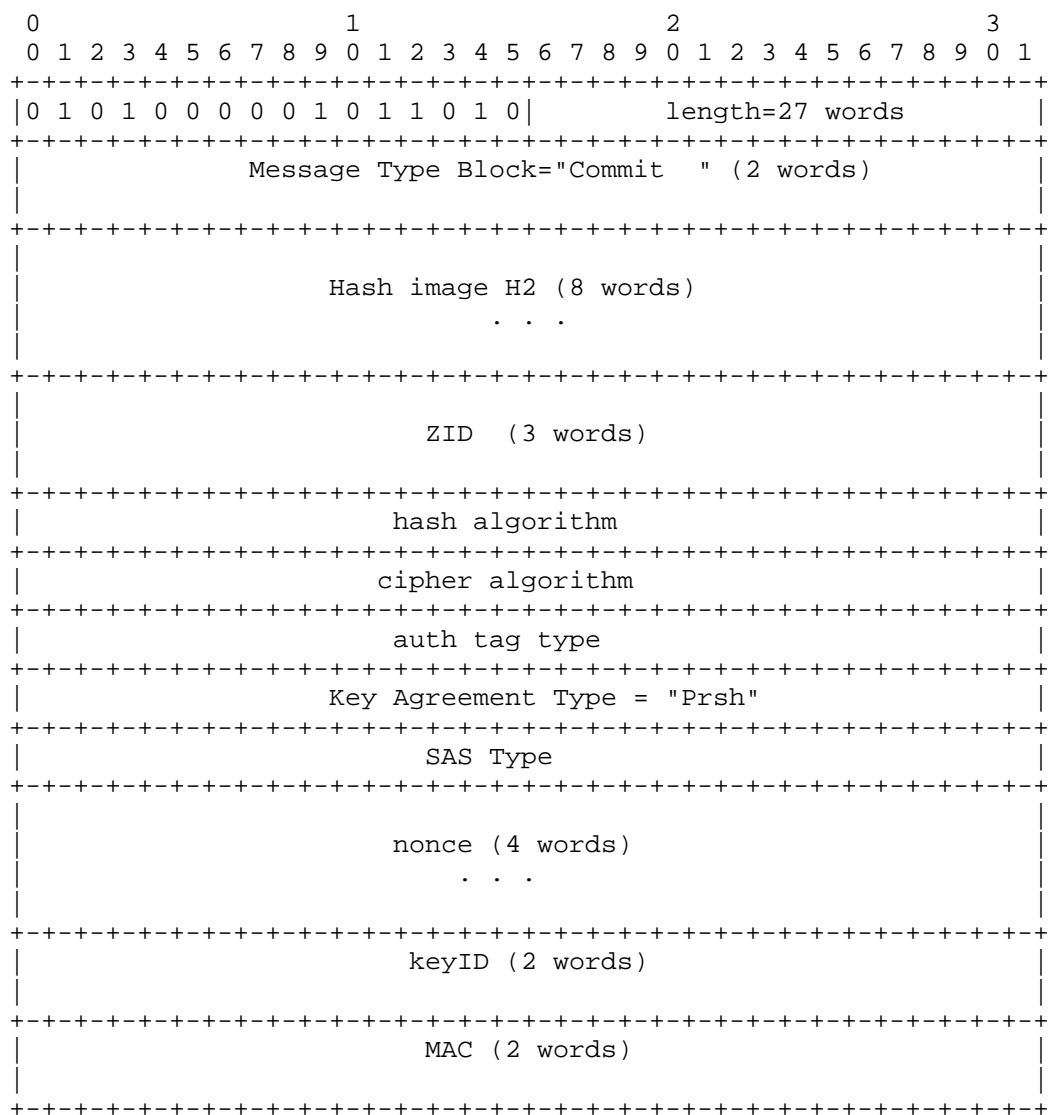 0                   1                   2                   3
 0 1 2 3 4 5 6 7 8 9 0 1 2 3 4 5 6 7 8 9 0 1 2 3 4 5 6 7 8 9 0 1
+-+-+-+-+-+-+-+-+-+-+-+-+-+-+-+-+-+-+-+-+-+-+-+-+-+-+-+-+-+-+-+-+
|0 1 0 1 0 0 0 0 0 1 0 1 1 0 1 0|        length=27 words        |
+-+-+-+-+-+-+-+-+-+-+-+-+-+-+-+-+-+-+-+-+-+-+-+-+-+-+-+-+-+-+-+-+
|              Message Type Block="Commit  " (2 words)          |
|                                                               |
+-+-+-+-+-+-+-+-+-+-+-+-+-+-+-+-+-+-+-+-+-+-+-+-+-+-+-+-+-+-+-+-+
|                                                               |
|                   Hash image H2 (8 words)                     |
|                             . . .                             |
|                                                               |
+-+-+-+-+-+-+-+-+-+-+-+-+-+-+-+-+-+-+-+-+-+-+-+-+-+-+-+-+-+-+-+-+
|                                                               |
|                         ZID  (3 words)                        |
|                                                               |
+-+-+-+-+-+-+-+-+-+-+-+-+-+-+-+-+-+-+-+-+-+-+-+-+-+-+-+-+-+-+-+-+
|                       hash algorithm                          |
+-+-+-+-+-+-+-+-+-+-+-+-+-+-+-+-+-+-+-+-+-+-+-+-+-+-+-+-+-+-+-+-+
|                      cipher algorithm                         |
+-+-+-+-+-+-+-+-+-+-+-+-+-+-+-+-+-+-+-+-+-+-+-+-+-+-+-+-+-+-+-+-+
|                       auth tag type                           |
+-+-+-+-+-+-+-+-+-+-+-+-+-+-+-+-+-+-+-+-+-+-+-+-+-+-+-+-+-+-+-+-+
|                   Key Agreement Type = "Prsh"                 |
+-+-+-+-+-+-+-+-+-+-+-+-+-+-+-+-+-+-+-+-+-+-+-+-+-+-+-+-+-+-+-+-+
|                         SAS Type                              |
+-+-+-+-+-+-+-+-+-+-+-+-+-+-+-+-+-+-+-+-+-+-+-+-+-+-+-+-+-+-+-+-+
|                                                               |
|                       nonce (4 words)                         |
|                           . . .                               |
|                                                               |
+-+-+-+-+-+-+-+-+-+-+-+-+-+-+-+-+-+-+-+-+-+-+-+-+-+-+-+-+-+-+-+-+
|                        keyID (2 words)                        |
|                                                               |
+-+-+-+-+-+-+-+-+-+-+-+-+-+-+-+-+-+-+-+-+-+-+-+-+-+-+-+-+-+-+-+-+
|                         MAC (2 words)                         |
|                                                               |
+-+-+-+-+-+-+-+-+-+-+-+-+-+-+-+-+-+-+-+-+-+-+-+-+-+-+-+-+-+-+-+-+